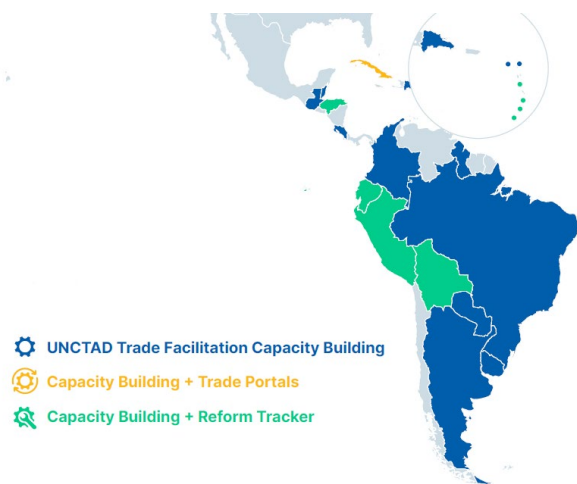 UNCTAD Trade Facilitation Capacity Building
Capacity Building + Trade Portals
Capacity Building + Reform Tracker